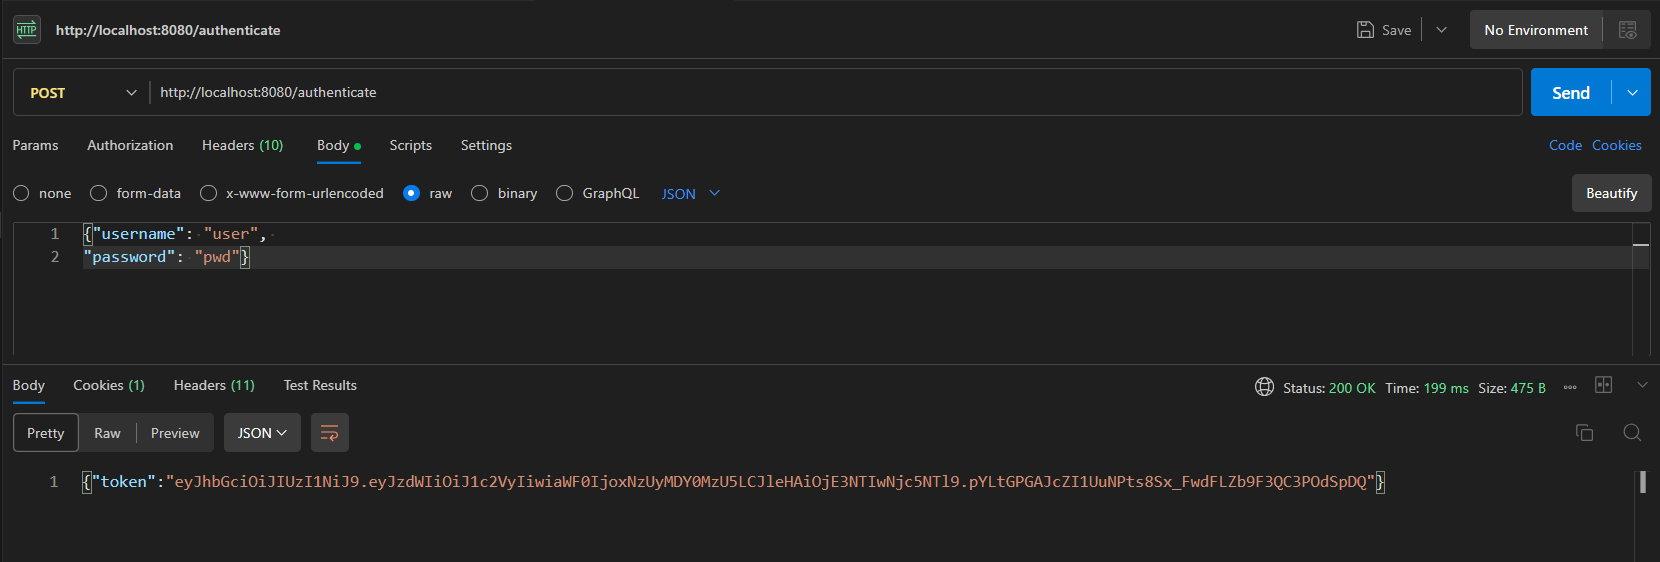 HTTP http://localhost:8080/authenticate Save No Environment
POST http://localhost:8080/authenticate Send
Params Authorization Headers (10) Body Scripts Settings Code Cookies
none form-data x-www-form-urlencoded raw binary GraphQL JSON Beautify
1 {"username": "user",
2 "password": "pwd"}
Body Cookies (1) Headers (11) Test Results Status: 200 OK Time: 199 ms Size: 475 B
Pretty Raw Preview JSON
1 {"token":"eyJhbGciOiJIUzI1NiJ9.eyJzdWIiOiJ1c2VyIiwiaWF0IjoxNzUyMDY0MzU5LCJleHAiOjE3NTIwNjc5NTl9.pYLtGPGAJcZI1UuNPts8Sx_FwdFLZb9F3QC3POdSpDQ"}